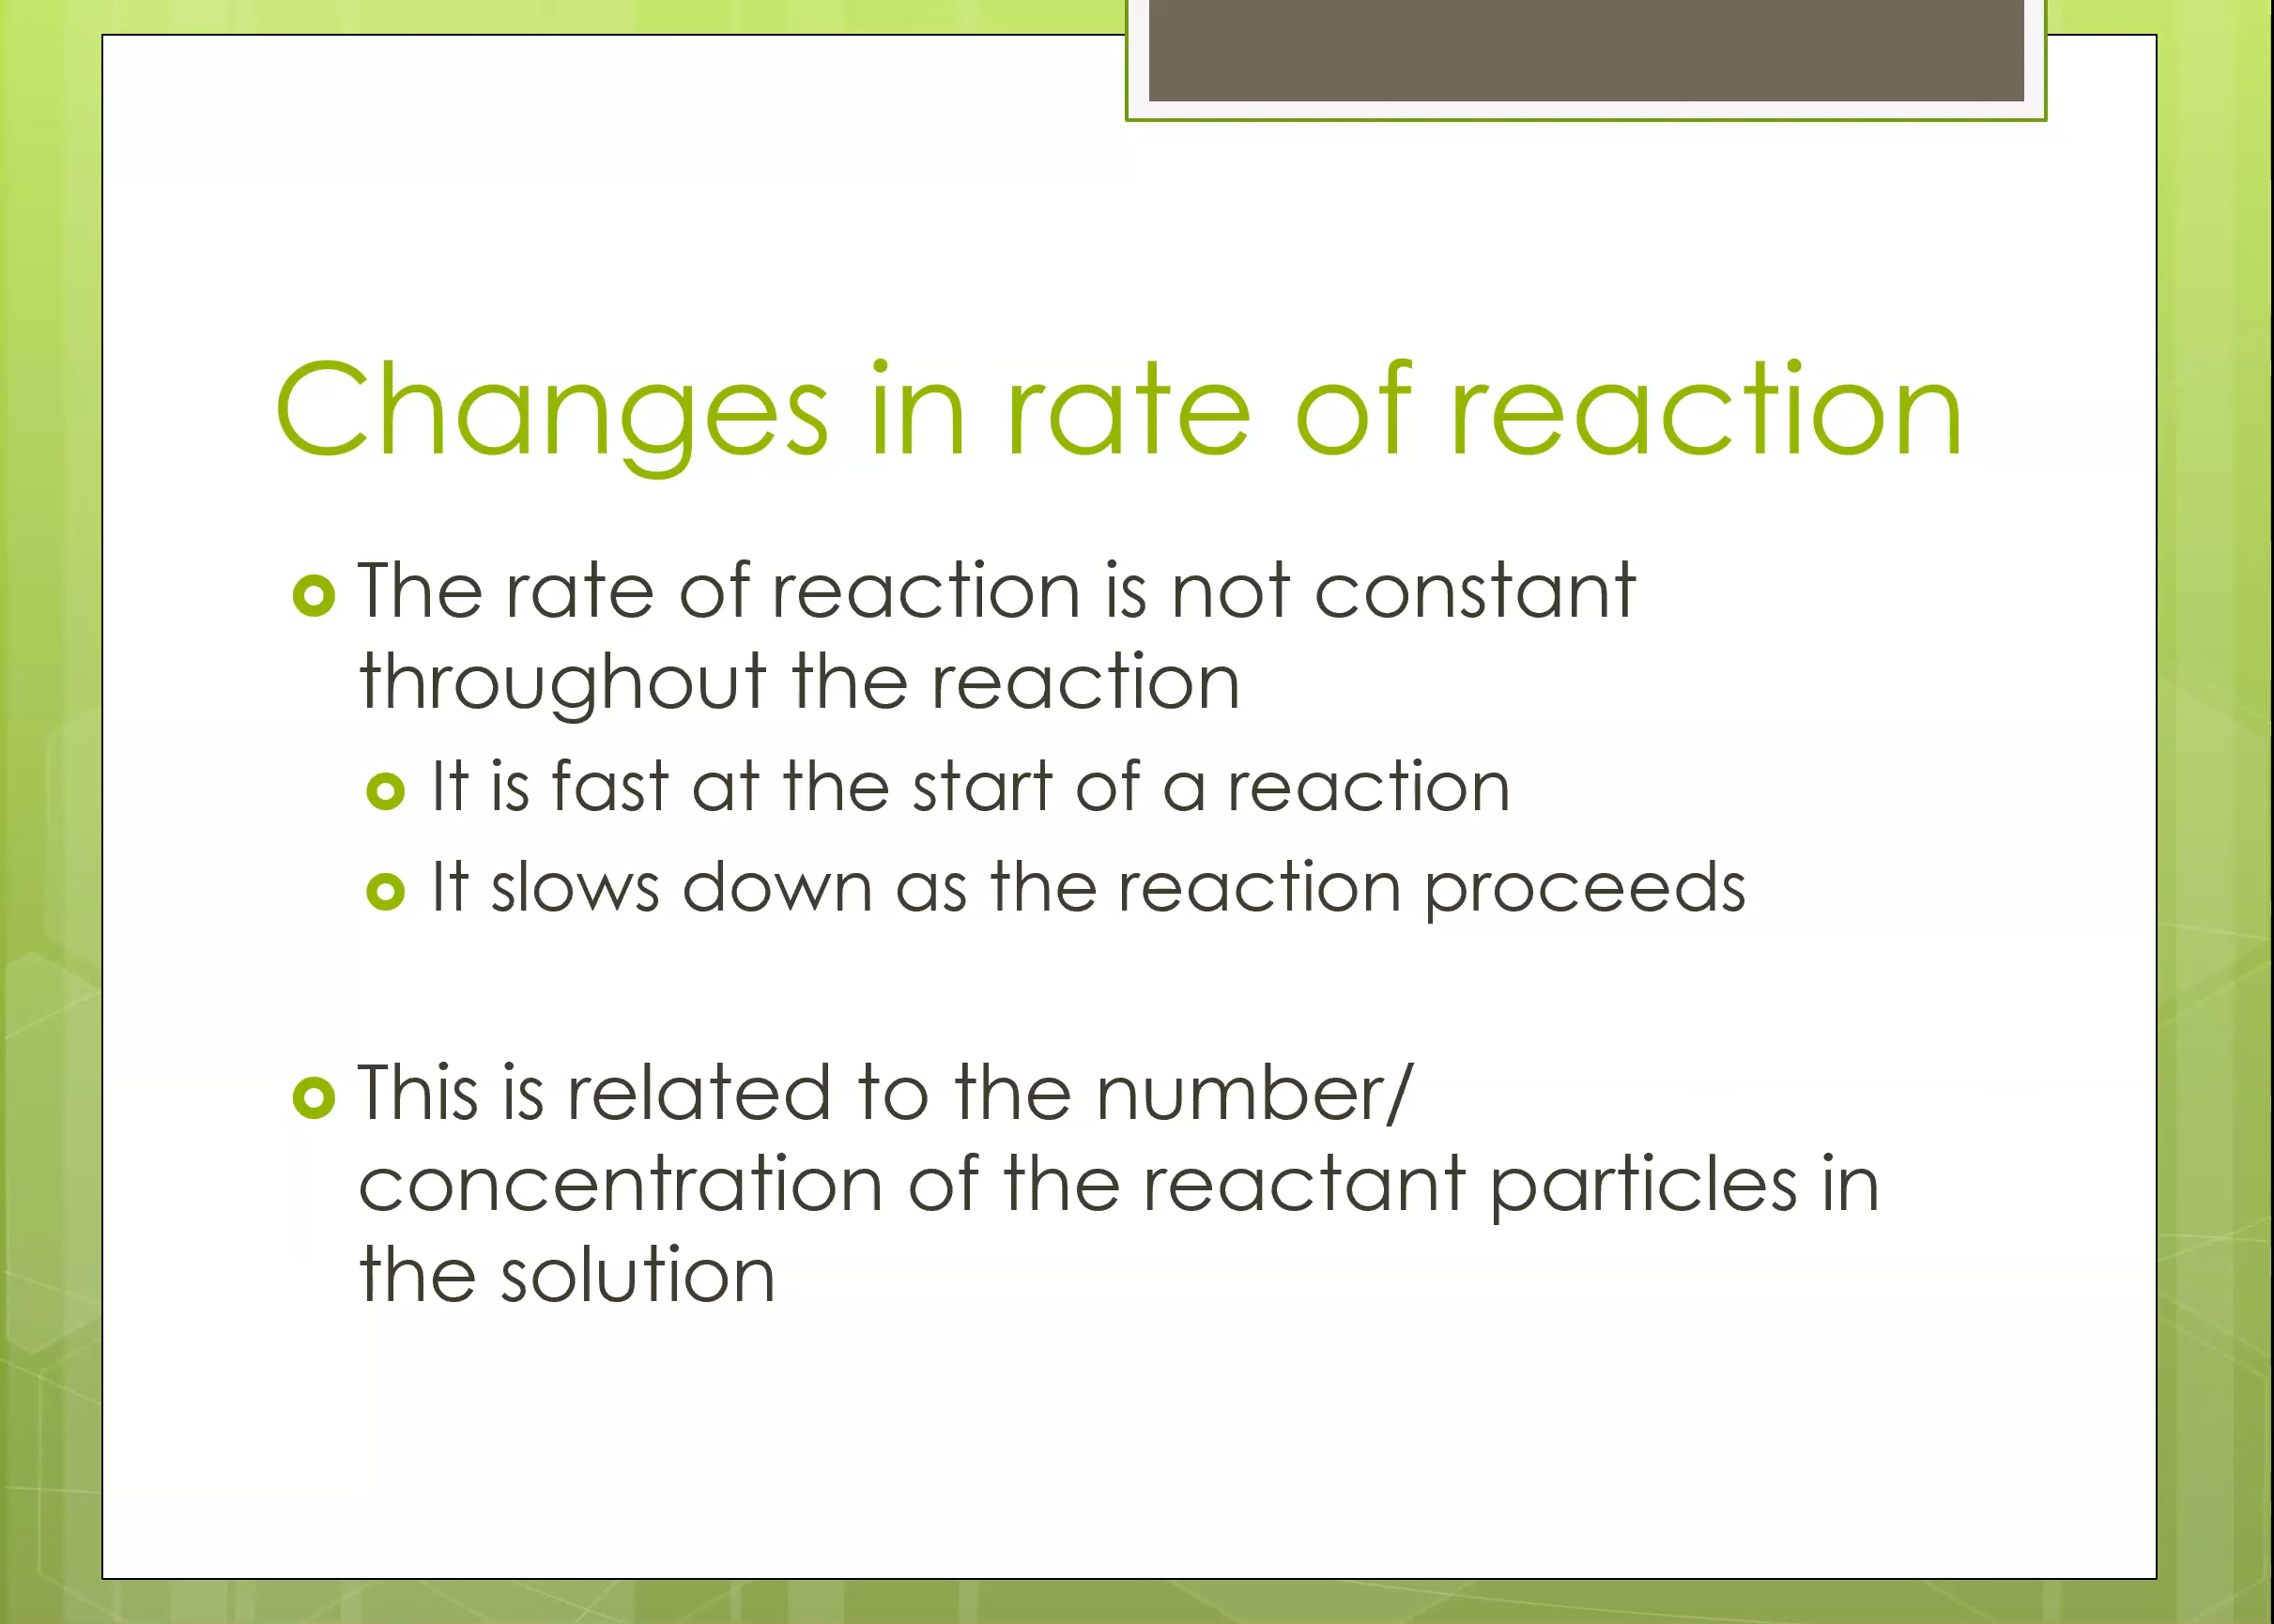 Changes in rate of reaction
The rate of reaction is not constant
throughout the reaction
It is fast at the start of a reaction
It slows down as the reaction proceeds
This is related to the number/
concentration of the reactant particles in
the solution